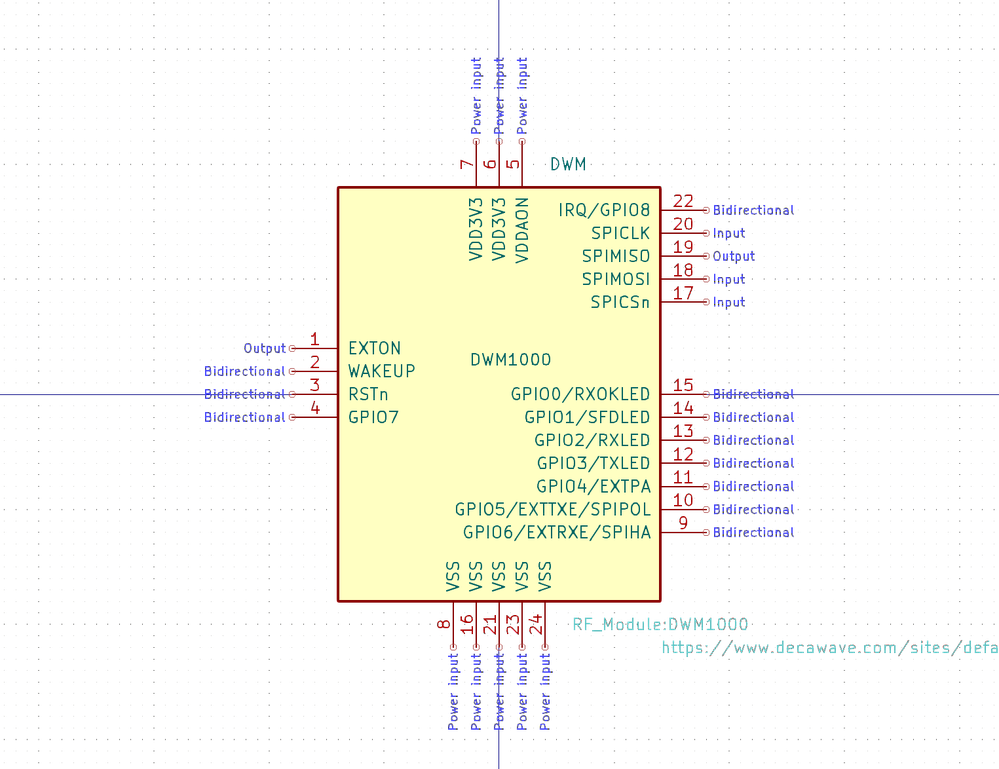 Power input Power input Power input
7 6 5 DWM
VDD3V3 VDD3V3 VDDAON
IRQ/GPIO8 22 Bidirectional
SPICLK 20 Input
SPIMISO 19 Output
SPIMOSI 18 Input
SPICSn 17 Input
Output 1 EXTON
DWM1000
Bidirectional 2 WAKEUP
Bidirectional 3 RSTn
GPIO0/RXOKLED 15 Bidirectional
Bidirectional 4 GPIO7
GPIO1/SFDLED 14 Bidirectional
GPIO2/RXLED 13 Bidirectional
GPIO3/TXLED 12 Bidirectional
GPIO4/EXTPA 11 Bidirectional
GPIO5/EXTTXE/SPIPOL 10 Bidirectional
GPIO6/EXTRXE/SPIHA 9 Bidirectional
VSS VSS VSS VSS VSS
8 16 21 23 24
RF_Module:DWM1000
https://www.decawave.com/sites/defa
Power input Power input Power input Power input Power input